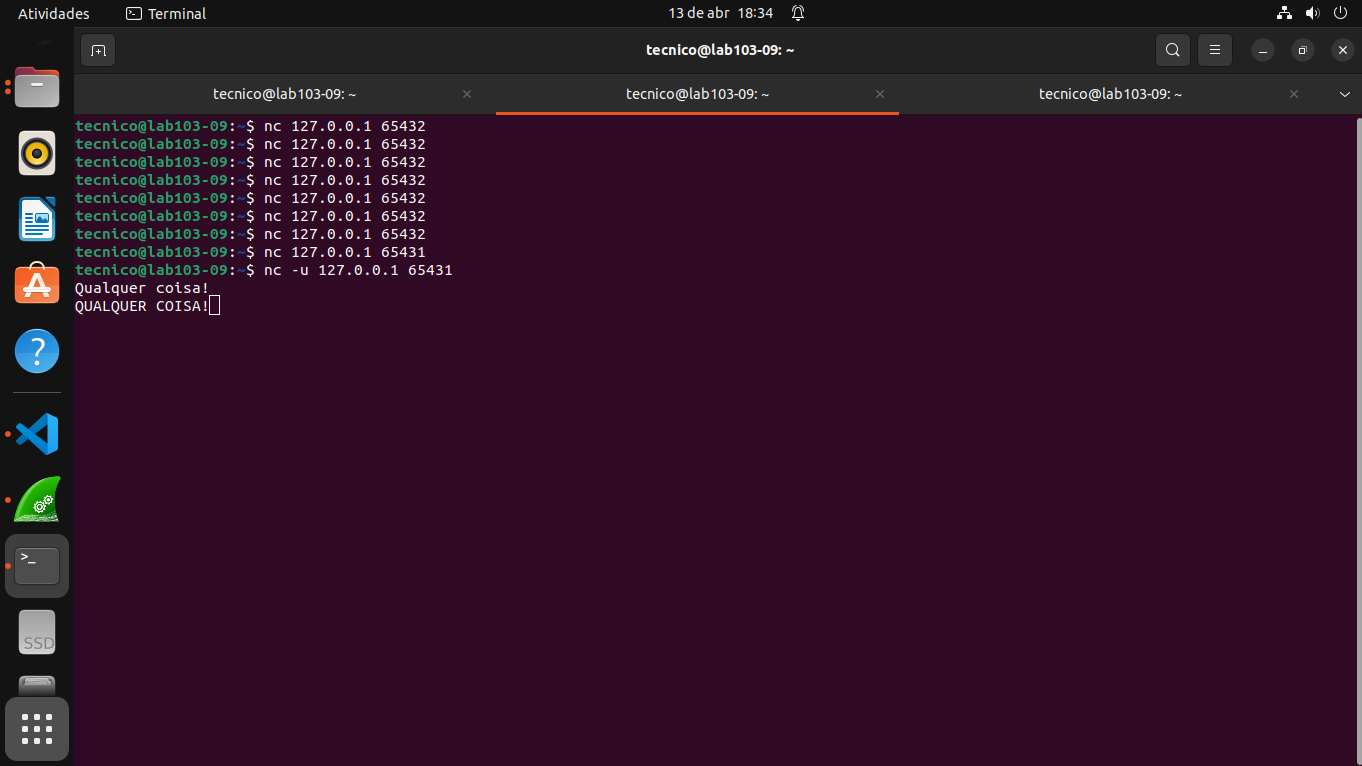 Atividades Terminal 13 de abr 18:34
tecnico@lab103-09: ~
tecnico@lab103-09: ~ tecnico@lab103-09: ~ tecnico@lab103-09: ~
tecnico@lab103-09:~$ nc 127.0.0.1 65432
tecnico@lab103-09:~$ nc 127.0.0.1 65432
tecnico@lab103-09:~$ nc 127.0.0.1 65432
tecnico@lab103-09:~$ nc 127.0.0.1 65432
tecnico@lab103-09:~$ nc 127.0.0.1 65432
tecnico@lab103-09:~$ nc 127.0.0.1 65432
tecnico@lab103-09:~$ nc 127.0.0.1 65432
tecnico@lab103-09:~$ nc 127.0.0.1 65431
tecnico@lab103-09:~$ nc -u 127.0.0.1 65431
Qualquer coisa!
QUALQUER COISA!
SSD